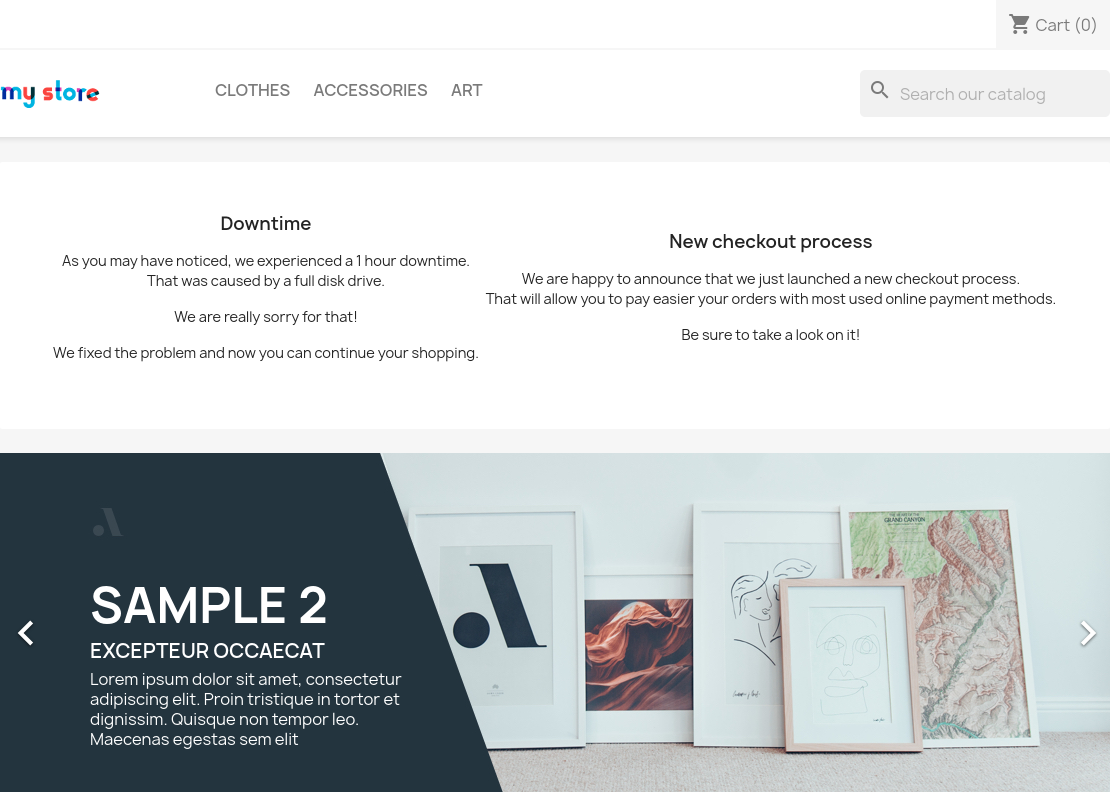 Cart (0)
my store
CLOTHES
ACCESSORIES
ART
Search our catalog
Downtime
As you may have noticed, we experienced a 1 hour downtime.
That was caused by a full disk drive.
We are really sorry for that!
We fixed the problem and now you can continue your shopping.
New checkout process
We are happy to announce that we just launched a new checkout process.
That will allow you to pay easier your orders with most used online payment methods.
Be sure to take a look on it!
SAMPLE 2
EXCEPTEUR OCCAECAT
Lorem ipsum dolor sit amet, consectetur
adipiscing elit. Proin tristique in tortor et
dignissim. Quisque non tempor leo.
Maecenas egestas sem elit
GRAND CANYON